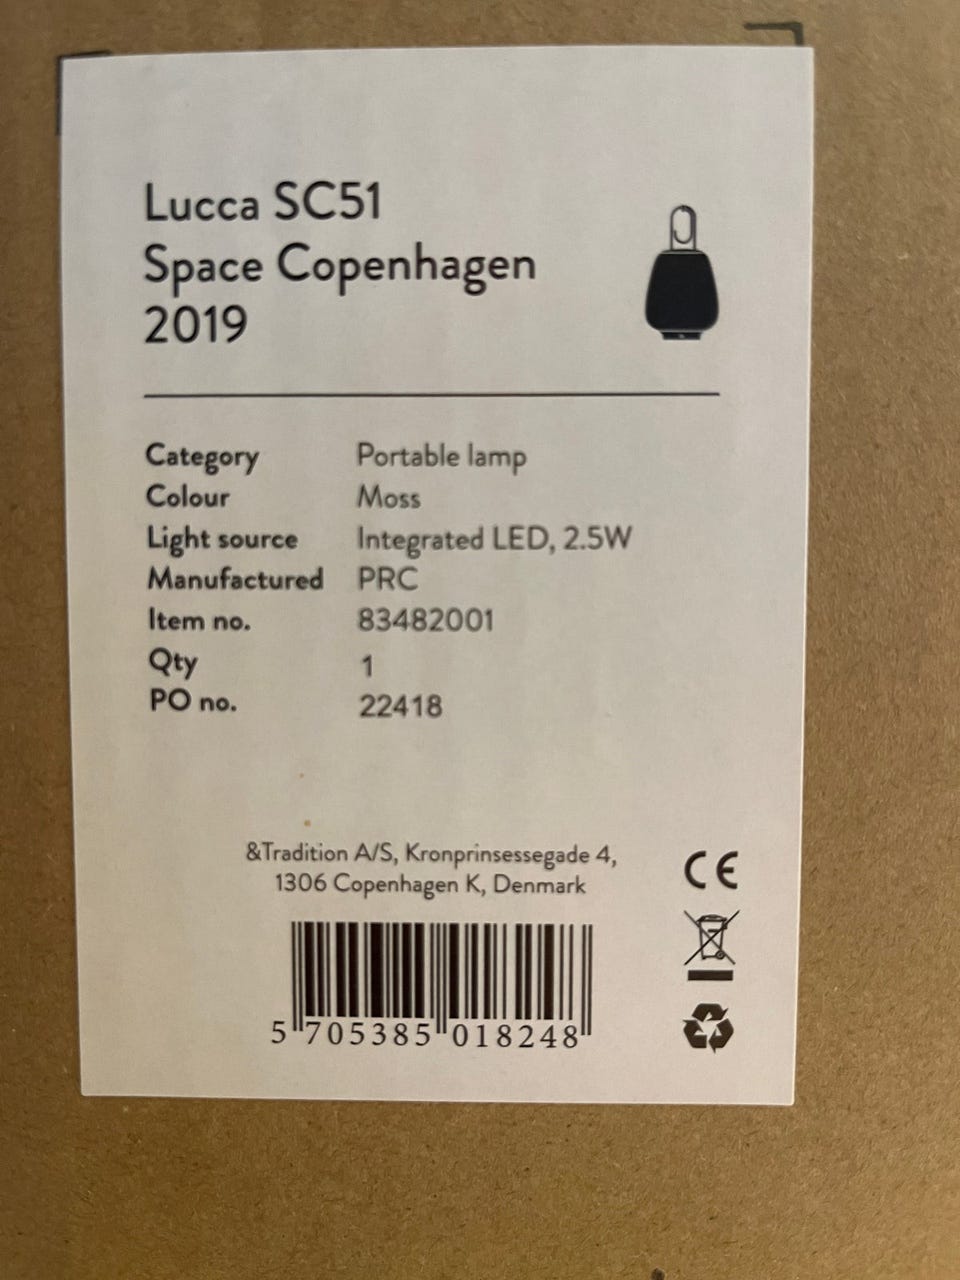 Lucca SC51
Space Copenhagen
2019
Category Portable lamp
Colour Moss
Light source Integrated LED, 2.5W
Manufactured PRC
Item no. 83482001
Qty 1
PO no. 22418
&Tradition A/S, Kronprinsessegade 4,
1306 Copenhagen K, Denmark
CE
5 705385 018248